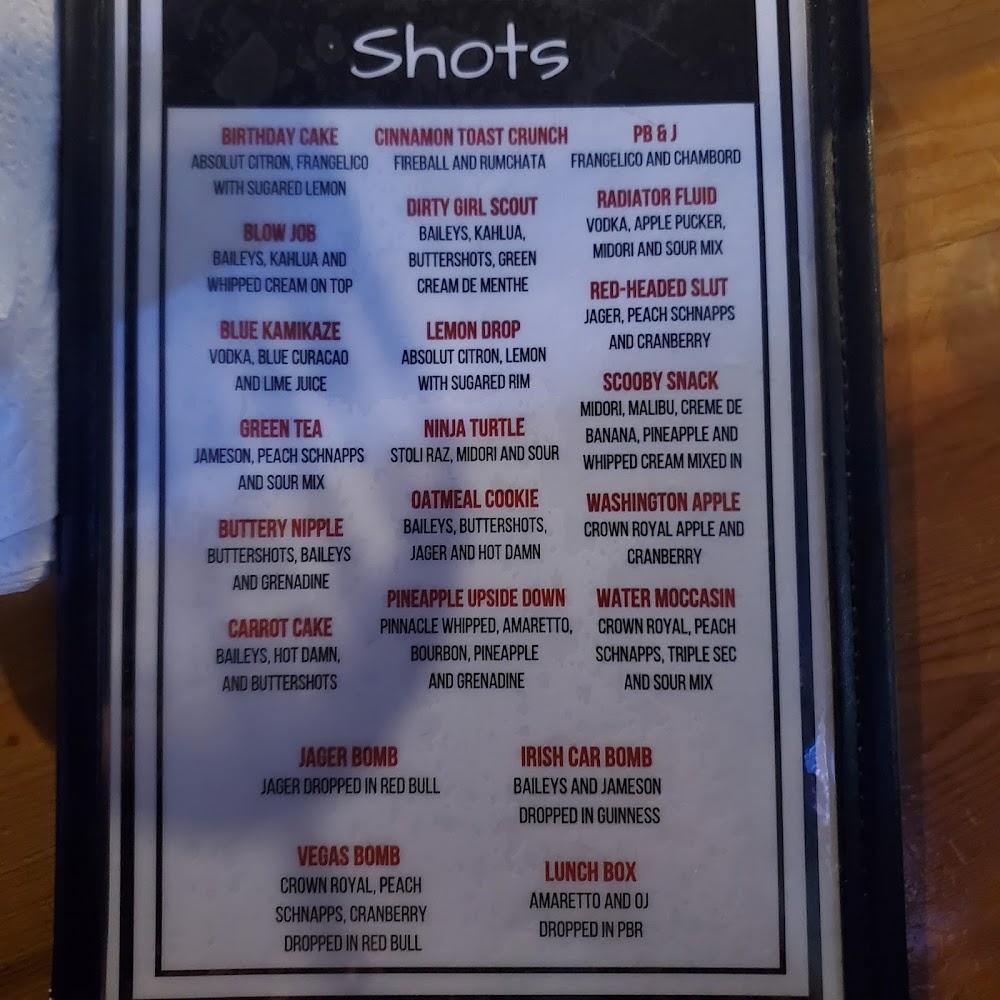 Shots
BIRTHDAY CAKE
ABSOLUT CITRON, FRANGELICO
WITH SUGARED LEMON
BLOW JOB
BAILEYS, KAHLUA AND
WHIPPED CREAM ON TOP
BLUE KAMIKAZE
VODKA, BLUE CURACAO
AND LIME JUICE
GREEN TEA
JAMESON, PEACH SCHNAPPS
AND SOUR MIX
BUTTERY NIPPLE
BUTTERSHOTS, BAILEYS
AND GRENADINE
CARROT CAKE
BAILEYS, HOT DAMN,
AND BUTTERSHOTS
CINNAMON TOAST CRUNCH
FIREBALL AND RUMCHATA
DIRTY GIRL SCOUT
BAILEYS, KAHLUA,
BUTTERSHOTS, GREEN
CREAM DE MENTHE
LEMON DROP
ABSOLUT CITRON, LEMON
WITH SUGARED RIM
NINJA TURTLE
STOLI RAZ, MIDORI AND SOUR
OATMEAL COOKIE
BAILEYS, BUTTERSHOTS,
JAGER AND HOT DAMN
PINEAPPLE UPSIDE DOWN
PINNACLE WHIPPED, AMARETTO,
BOURBON, PINEAPPLE
AND GRENADINE
PB & J
FRANGELICO AND CHAMBORD
RADIATOR FLUID
VODKA, APPLE PUCKER,
MIDORI AND SOUR MIX
RED-HEADED SLUT
JAGER, PEACH SCHNAPPS
AND CRANBERRY
SCOOBY SNACK
MIDORI, MALIBU, CREME DE
BANANA, PINEAPPLE AND
WHIPPED CREAM MIXED IN
WASHINGTON APPLE
CROWN ROYAL APPLE AND
CRANBERRY
WATER MOCCASIN
CROWN ROYAL, PEACH
SCHNAPPS, TRIPLE SEC
AND SOUR MIX
JAGER BOMB
JAGER DROPPED IN RED BULL
VEGAS BOMB
CROWN ROYAL, PEACH
SCHNAPPS, CRANBERRY
DROPPED IN RED BULL
IRISH CAR BOMB
BAILEYS AND JAMESON
DROPPED IN GUINNESS
LUNCH BOX
AMARETTO AND OJ
DROPPED IN PBR